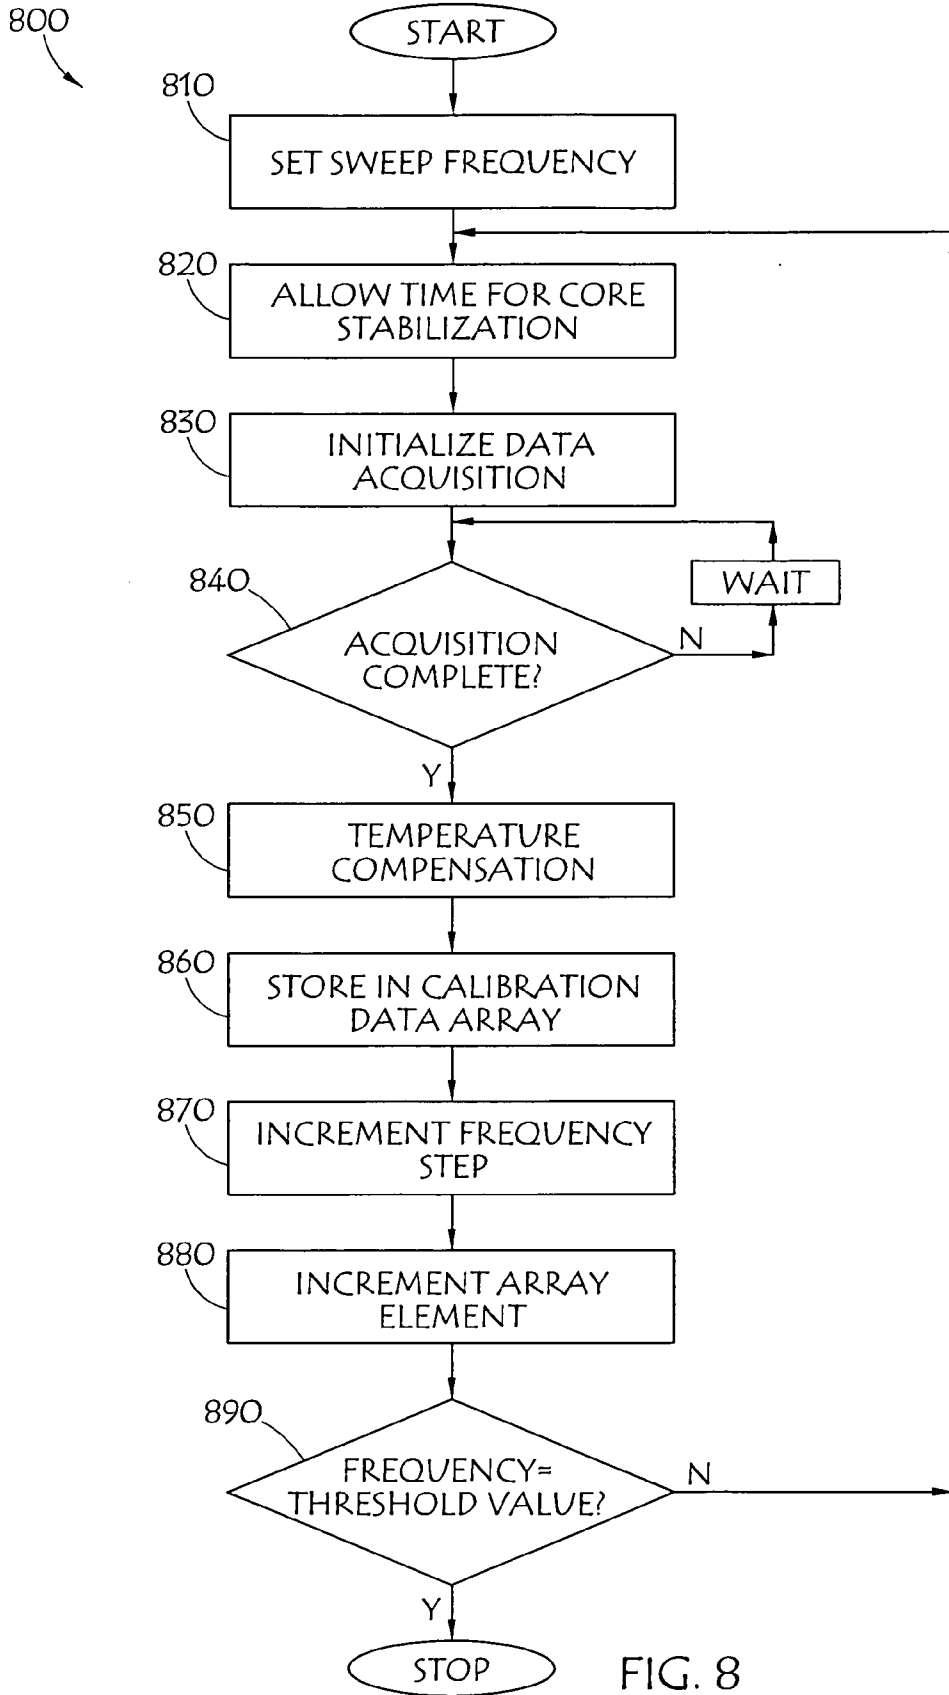 800
START
810
SET SWEEP FREQUENCY
820
ALLOW TIME FOR CORE
STABILIZATION
830
INITIALIZE DATA
ACQUISITION
WAIT
840
ACQUISITION
COMPLETE?
N
Y
850
TEMPERATURE
COMPENSATION
860
STORE IN CALIBRATION
DATA ARRAY
870
INCREMENT FREQUENCY
STEP
880
INCREMENT ARRAY
ELEMENT
890
FREQUENCY=
THRESHOLD VALUE?
N
Y
STOP
FIG. 8